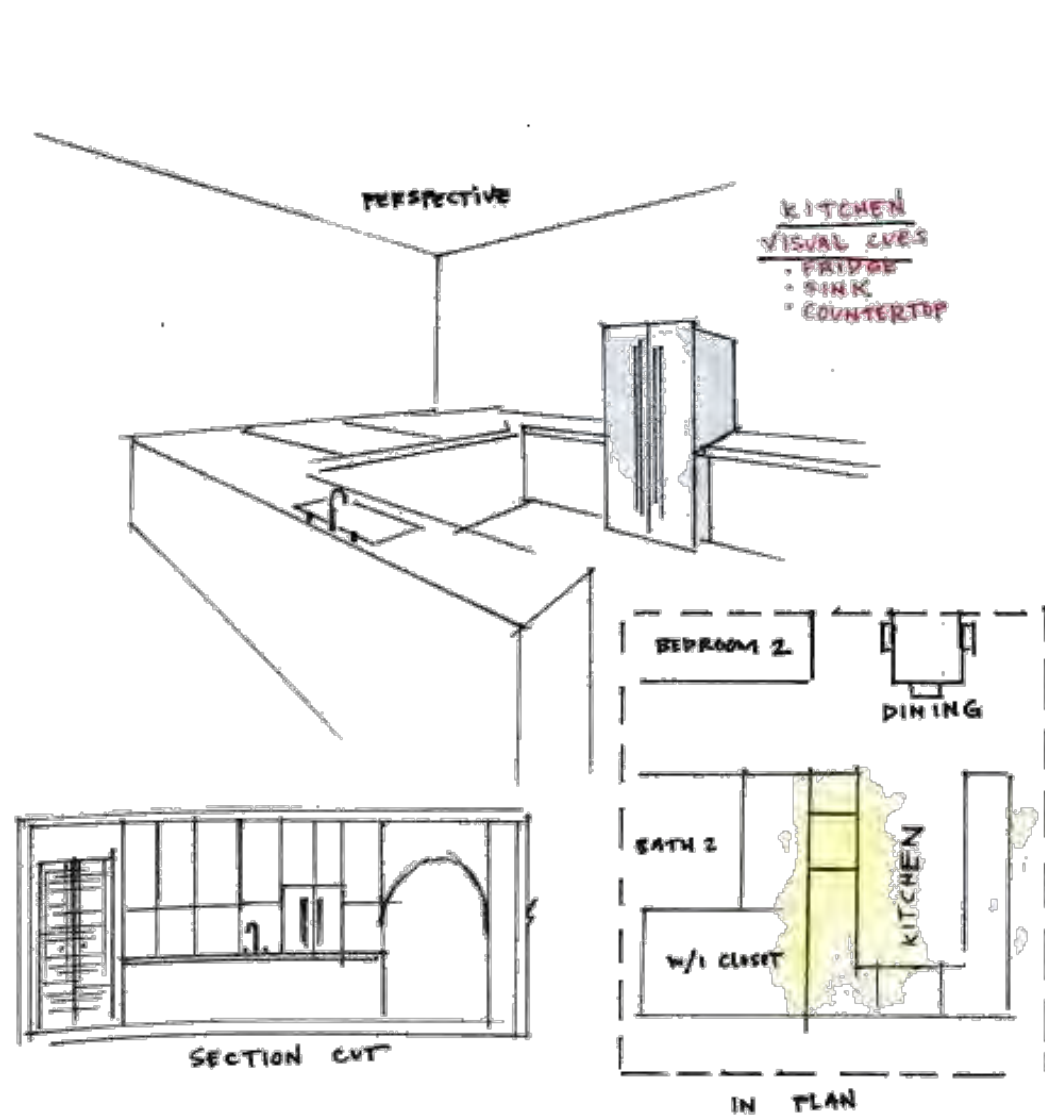 PERSPECTIVE
KITCHEN
VISUAL CUES
• FRIDGE
• SINK
• COUNTERTOP
BEDROOM 2
DINING
BATH 2
KITCHEN
W/I CLOSET
SECTION CUT
IN PLAN